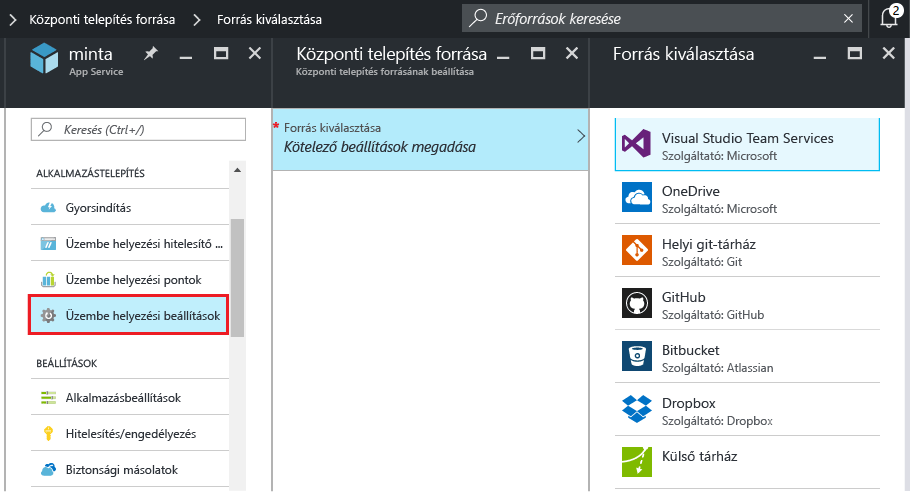 Központi telepítés forrása
Forrás kiválasztása
Erőforrások keresése
2
minta
App Service
Keresés (Ctrl+/)
ALKALMAZÁSTELEPÍTÉS
Gyorsindítás
Üzembe helyezési hitelesítő ...
Üzembe helyezési pontok
Üzembe helyezési beállítások
BEÁLLÍTÁSOK
Alkalmazásbeállítások
Hitelesítés/engedélyezés
Biztonsági másolatok
Központi telepítés forrása
Központi telepítés forrásának beállítása
* Forrás kiválasztása
Kötelező beállítások megadása
Forrás kiválasztása
Visual Studio Team Services
Szolgáltató: Microsoft
OneDrive
Szolgáltató: Microsoft
Helyi git-tárház
Szolgáltató: Git
GitHub
Szolgáltató: GitHub
Bitbucket
Szolgáltató: Atlassian
Dropbox
Szolgáltató: Dropbox
Külső tárház